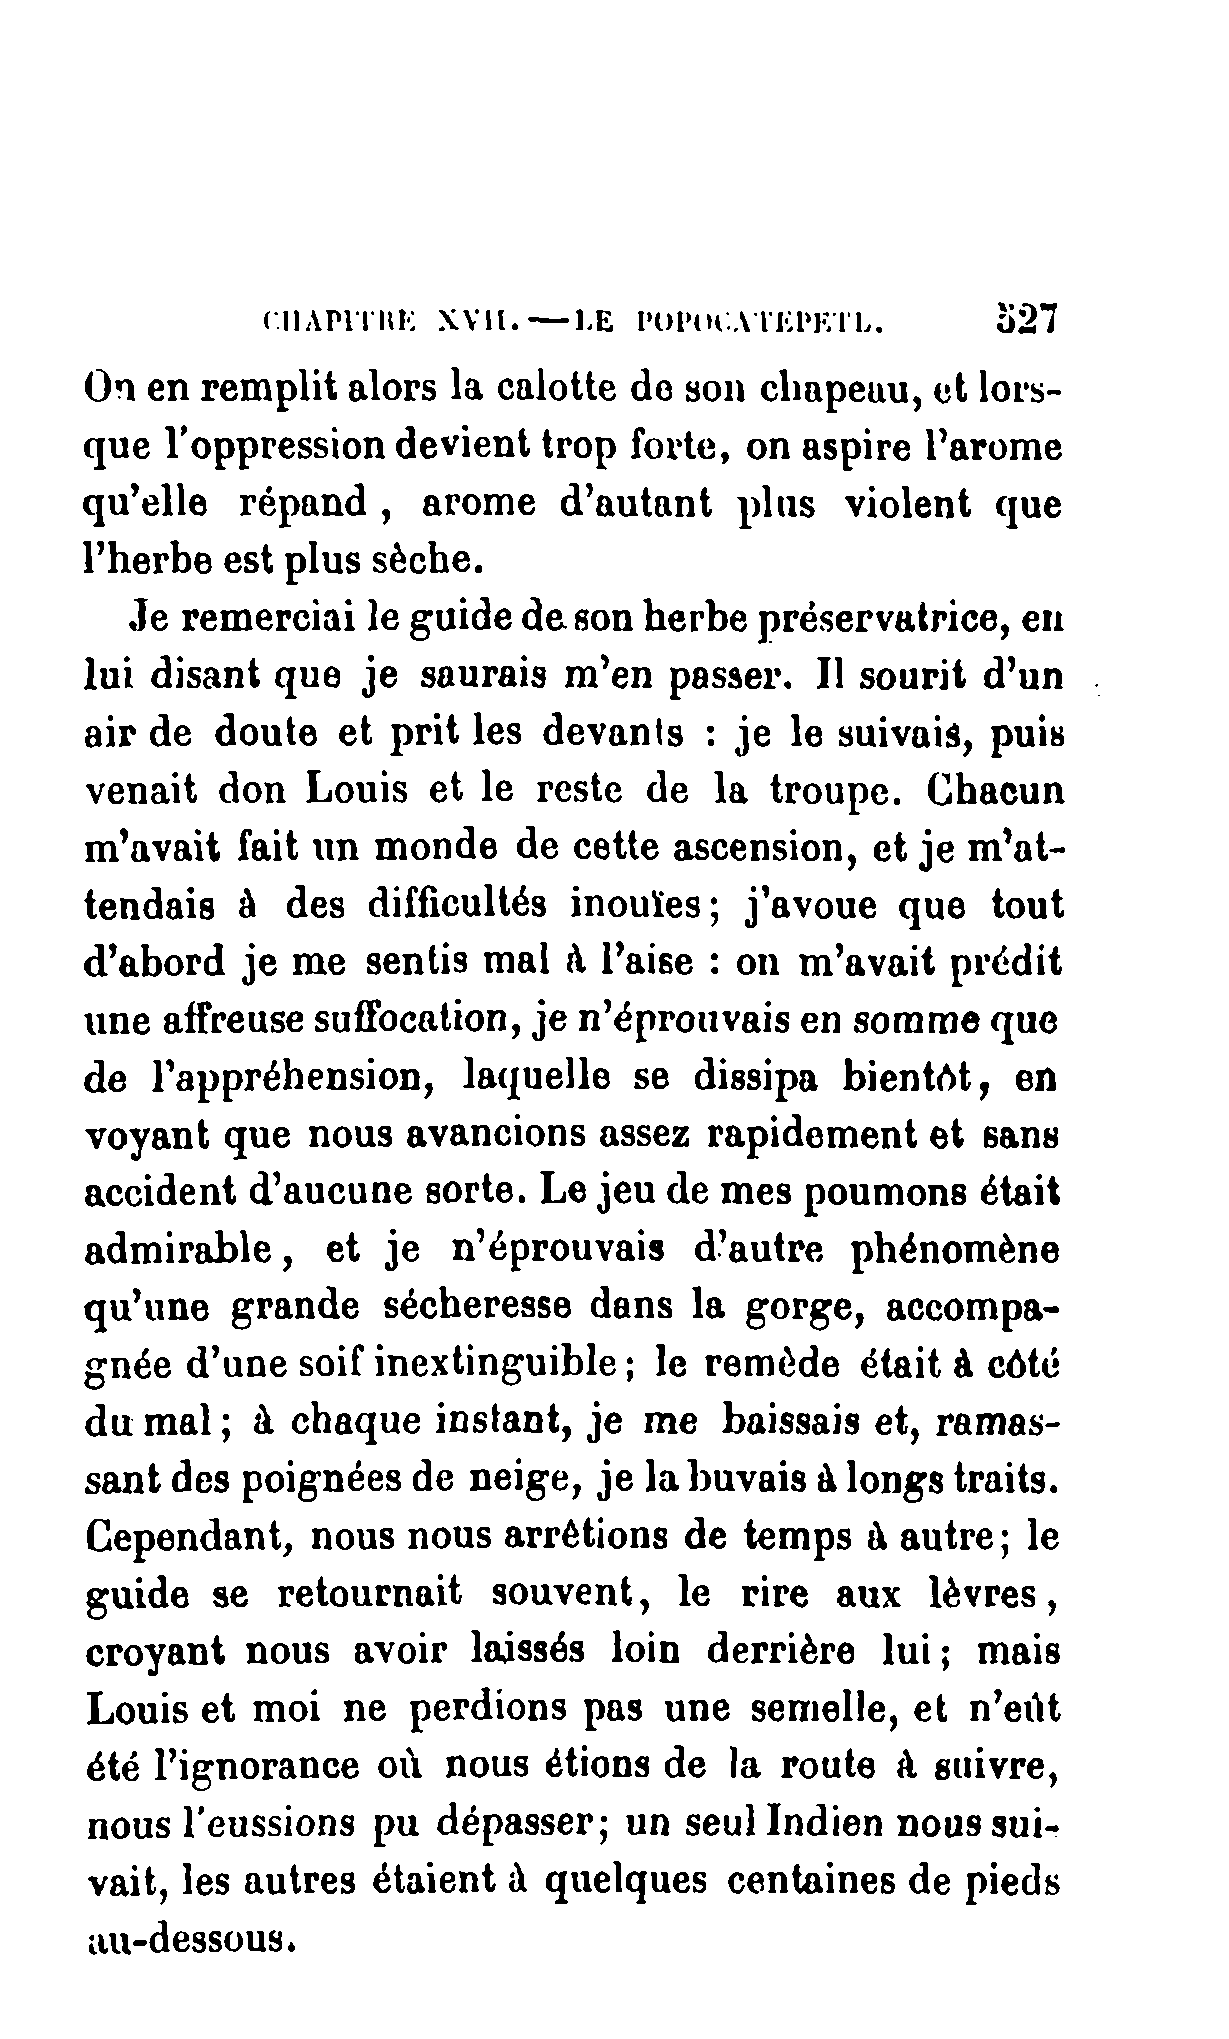 CHAPITRE XVII. — LE POPOCATEPETL. 527
On en remplit alors la calotte de son chapeau, et lors-
que l'oppression devient trop forte, on aspire l'arome
qu'elle répand, arome d'autant plus violent que
l'herbe est plus sèche.
Je remerciai le guide de son herbe préservatrice, en
lui disant que je saurais m'en passer. Il sourit d'un
air de doute et prit les devants : je le suivais, puis
venait don Louis et le reste de la troupe. Chacun
m'avait fait un monde de cette ascension, et je m'at-
tendais à des difficultés inouïes; j'avoue que tout
d'abord je me sentis mal à l'aise : on m'avait prédit
une affreuse suffocation, je n'éprouvais en somme que
de l'appréhension, laquelle se dissipa bientôt, en
voyant que nous avancions assez rapidement et sans
accident d'aucune sorte. Le jeu de mes poumons était
admirable, et je n'éprouvais d'autre phénomène
qu'une grande sécheresse dans la gorge, accompa-
gnée d'une soif inextinguible; le remède était à côté
du mal; à chaque instant, je me baissais et, ramas-
sant des poignées de neige, je la buvais à longs traits.
Cependant, nous nous arrêtions de temps à autre; le
guide se retournait souvent, le rire aux lèvres,
croyant nous avoir laissés loin derrière lui; mais
Louis et moi ne perdions pas une semelle, et n'eût
été l'ignorance où nous étions de la route à suivre,
nous l'eussions pu dépasser; un seul Indien nous sui-
vait, les autres étaient à quelques centaines de pieds
au-dessous.